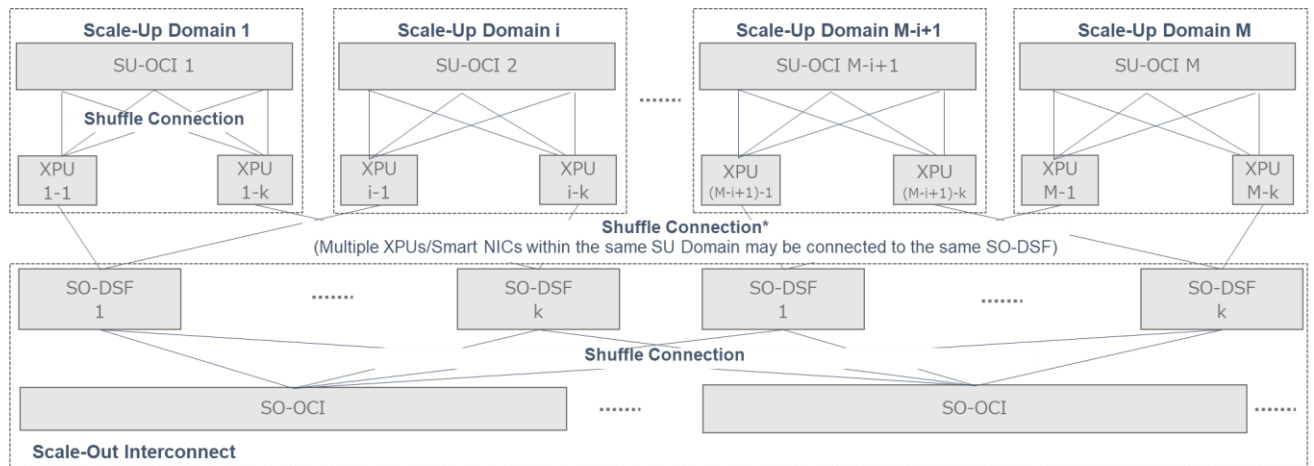 Scale-Up Domain 1
Scale-Up Domain i
Scale-Up Domain M-i+1
Scale-Up Domain M
SU-OCI 1
SU-OCI 2
SU-OCI M-i+1
SU-OCI M
Shuffle Connection
XPU
1-1
XPU
1-k
XPU
i-1
XPU
i-k
XPU
(M-i+1)-1
XPU
(M-i+1)-k
XPU
M-1
XPU
M-k
Shuffle Connection*
(Multiple XPUs/Smart NICs within the same SU Domain may be connected to the same SO-DSF)
SO-DSF
1
SO-DSF
k
SO-DSF
1
SO-DSF
k
Shuffle Connection
SO-OCI
SO-OCI
Scale-Out Interconnect